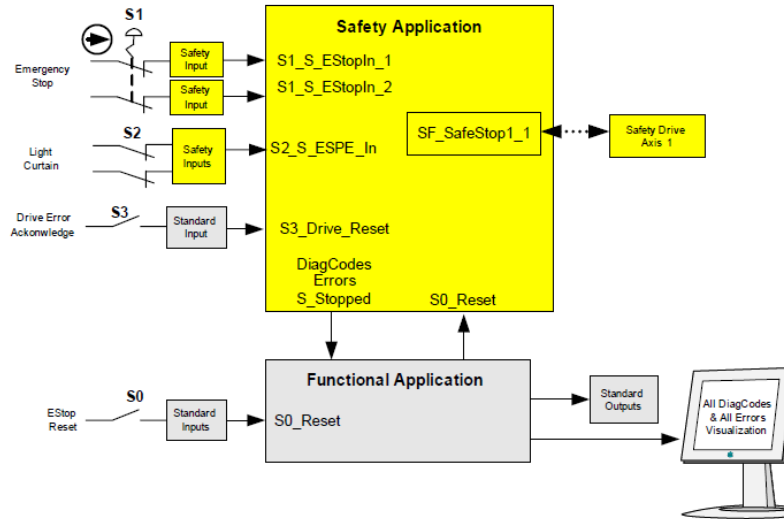 S1
Safety Application
Emergency
Stop
Safety
Input
S1_S_EStopIn_1
Safety
Input
S1_S_EStopIn_2
SF_SafeStop1_1
Safety Drive
Axis 1
S2
Light
Curtain
Safety
Inputs
S2_S_ESPE_In
Drive Error
Ackonwledge
S3
Standard
Input
S3_Drive_Reset
DiagCodes
Errors
S_Stopped
S0_Reset
Functional Application
EStop
Reset
S0
Standard
Inputs
S0_Reset
Standard
Outputs
All DiagCodes
& All Errors
Visualization